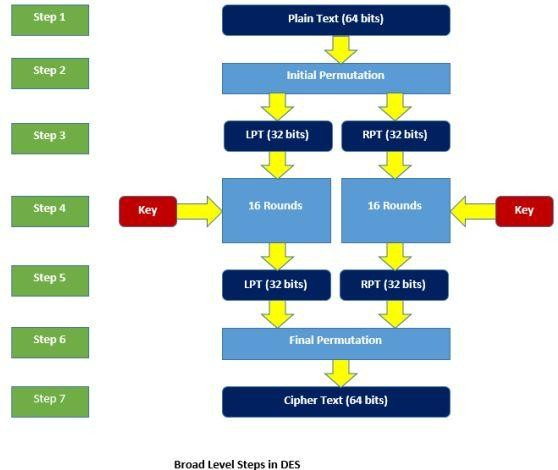 Step 1
Plain Text (64 bits)
Step 2
Initial Permutation
Step 3
LPT (32 bits)
RPT (32 bits)
Step 4
Key
16 Rounds
16 Rounds
Key
Step 5
LPT (32 bits)
RPT (32 bits)
Step 6
Final Permutation
Step 7
Cipher Text (64 bits)
Broad Level Steps in DES